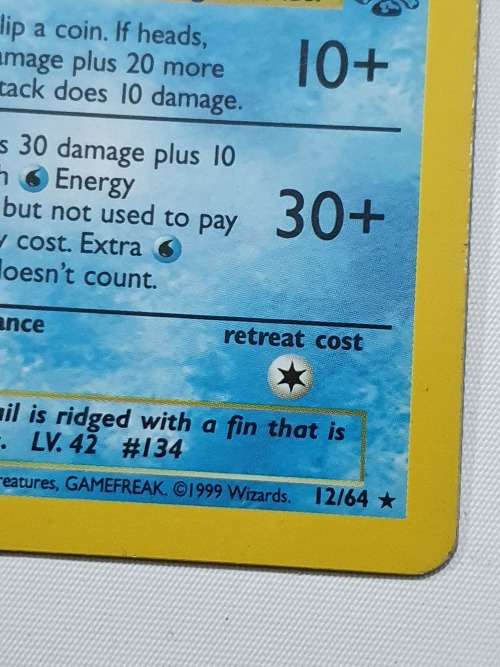 lip a coin. If heads,
mage plus 20 more
tack does 10 damage.
10+
s 30 damage plus 10
h Energy
but not used to pay
cost. Extra
doesn't count.
30+
ance
retreat cost
ail is ridged with a fin that is
. LV. 42 #134
reatures, GAMEFREAK. ©1999 Wizards. 12/64 ★